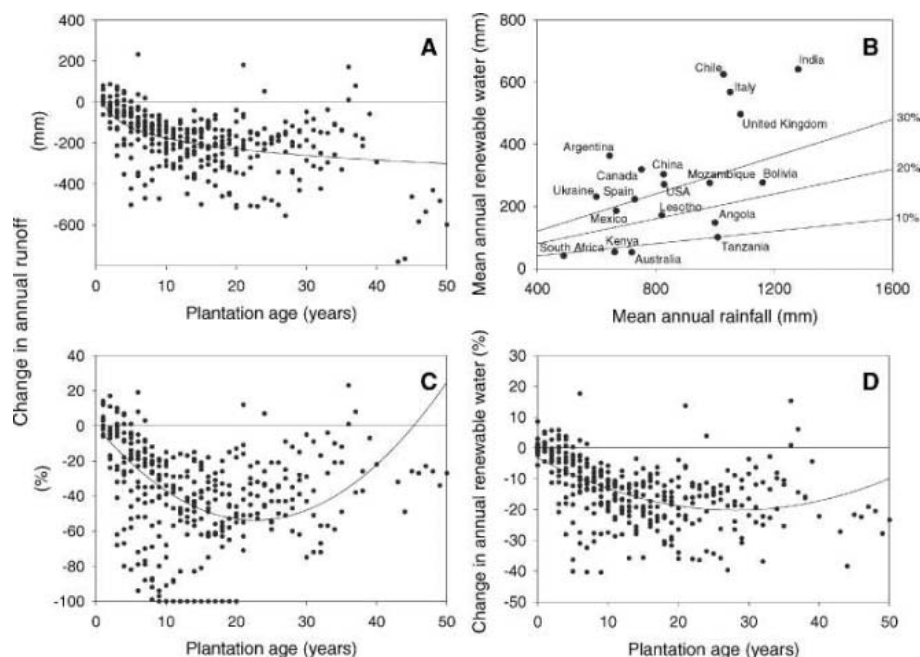 Change in annual runoff
(mm)
400
200
0
-200
-400
-600
A
0 10 20 30 40 50
Plantation age (years)
Mean annual renewable water (mm)
800
600
400
200
0
B
India
Chile
Italy
United Kingdom
30%
Argentina
China
Canada
Mozambique
Bolivia
20%
Ukraine
Spain
USA
Lesotho
Mexico
Angola
10%
South Africa
Kenya
Tanzania
Australia
400 800 1200 1600
Mean annual rainfall (mm)
(%)
40
20
0
-20
-40
-60
-80
-100
C
0 10 20 30 40 50
Plantation age (years)
Change in annual renewable water (%)
30
20
10
0
-10
-20
-30
-40
-50
D
0 10 20 30 40 50
Plantation age (years)